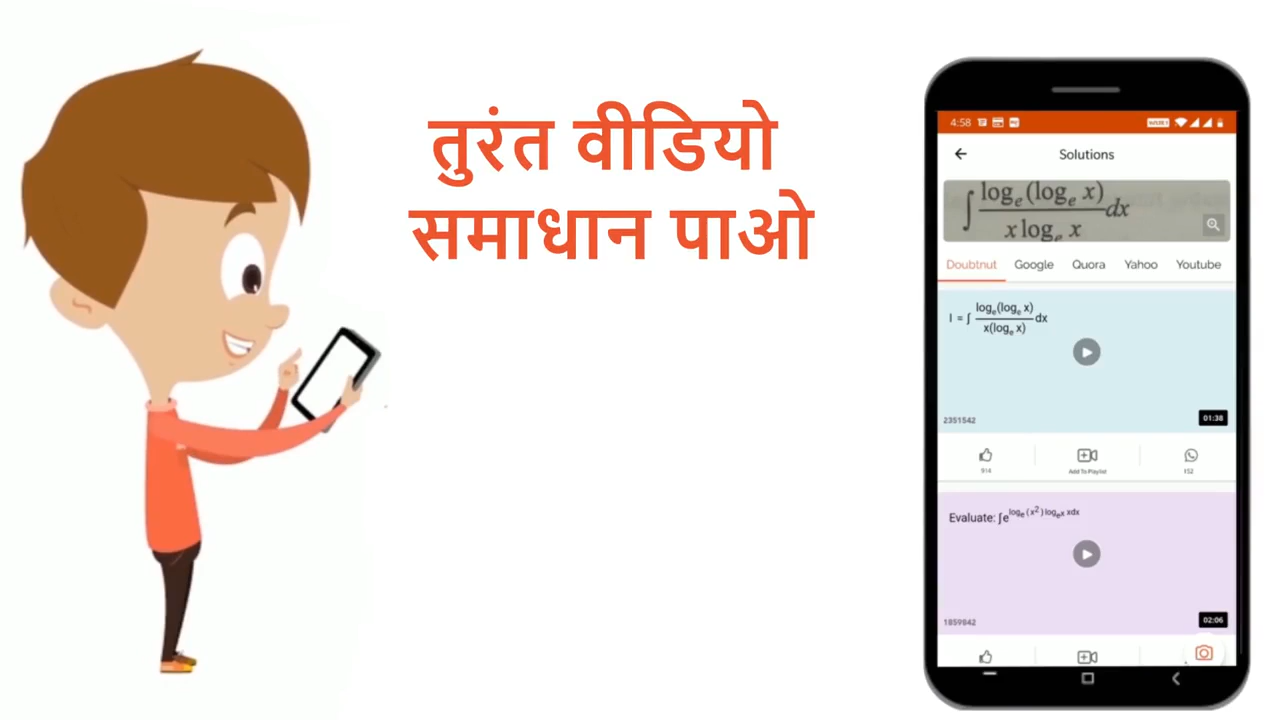 तुरंत वीडियो
समाधान पाओ
4:58
Solutions
∫ logₑ(logₑ x) / x logₑ x dx
Doubtnut Google Quora Yahoo Youtube
I = ∫ logₑ(logₑ x) / x(logₑ x) dx
2351542 01:38
914 Add To Playlist 152
Evaluate: ∫e^logₑ(x²)logₑx xdx
1859842 02:06